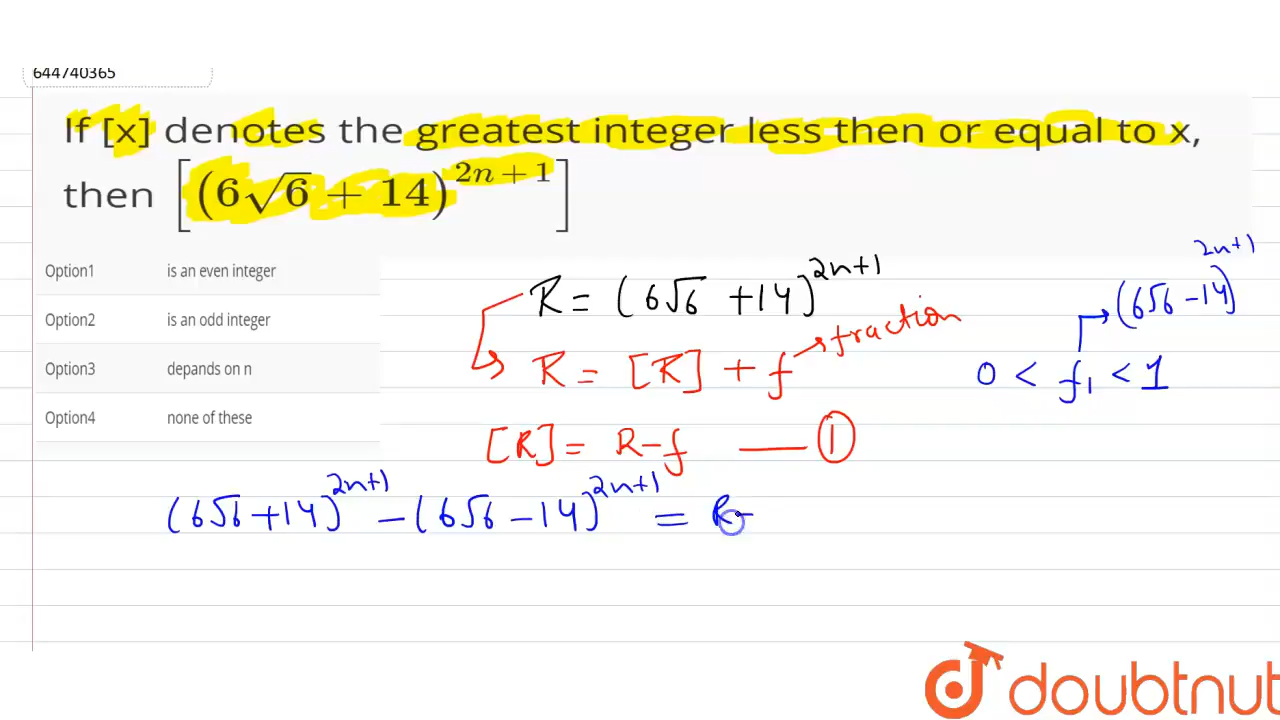 644740365
If [x] denotes the greatest integer less then or equal to x,
then [(6√6 + 14)^(2n + 1)]
Option1 is an even integer
Option2 is an odd integer
Option3 depends on n
Option4 none of these
R = (6√6 + 14)^(2n+1)
(6√6 - 14)^(2n+1)
R = [R] + f → fraction
0 < f₁ < 1
[R] = R - f — ①
(6√6 + 14)^(2n+1) - (6√6 - 14)^(2n+1) = R -
doubtnut